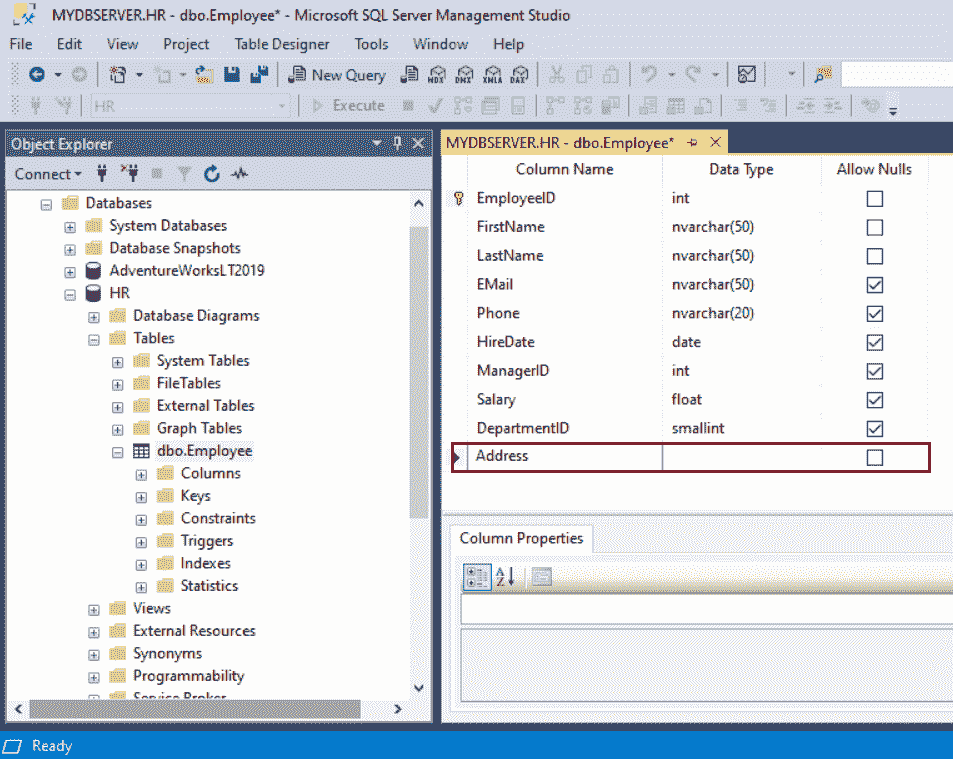 MYDBSERVER.HR - dbo.Employee* - Microsoft SQL Server Management Studio
File Edit View Project Table Designer Tools Window Help
New Query MDX DMX XMLA DAX
HR Execute
Object Explorer
Connect
Databases
System Databases
Database Snapshots
AdventureWorksLT2019
HR
Database Diagrams
Tables
System Tables
FileTables
External Tables
Graph Tables
dbo.Employee
Columns
Keys
Constraints
Triggers
Indexes
Statistics
Views
External Resources
Synonyms
Programmability
Service Broker
MYDBSERVER.HR - dbo.Employee*
Column Name Data Type Allow Nulls
EmployeeID int
FirstName nvarchar(50)
LastName nvarchar(50)
EMail nvarchar(50)
Phone nvarchar(20)
HireDate date
ManagerID int
Salary float
DepartmentID smallint
Address
Column Properties
A
Z
Ready